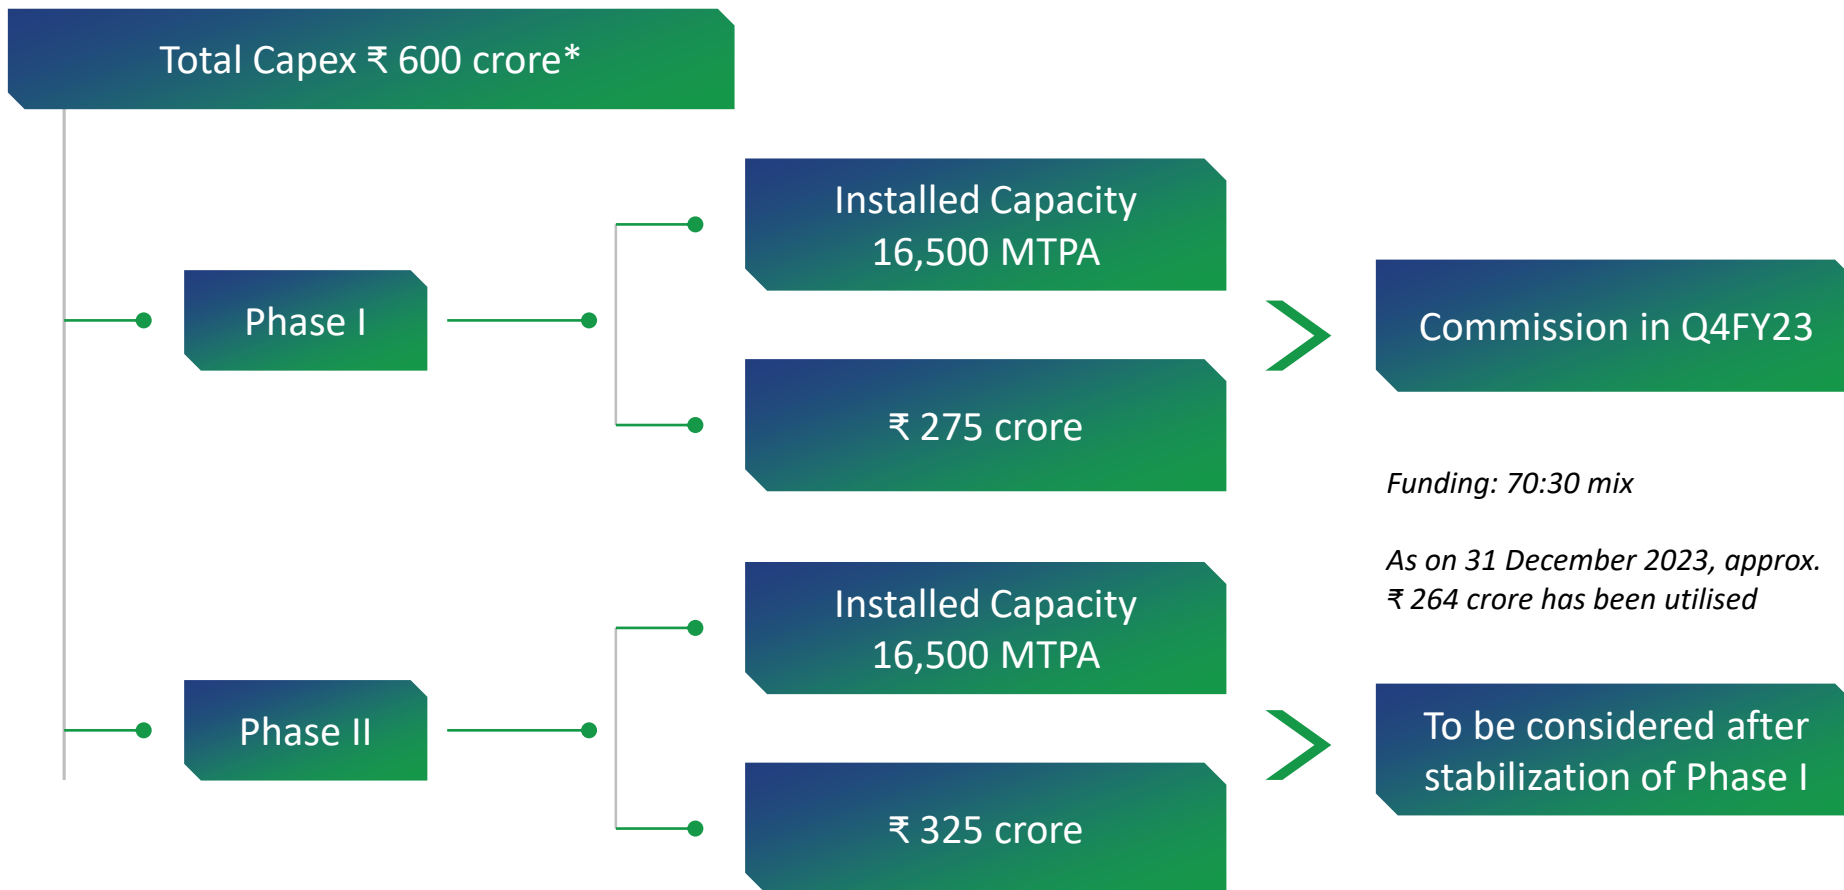 Total Capex ₹ 600 crore*
Phase I
Installed Capacity
16,500 MTPA
₹ 275 crore
Commission in Q4FY23
Funding: 70:30 mix
As on 31 December 2023, approx.
₹ 264 crore has been utilised
Phase II
Installed Capacity
16,500 MTPA
₹ 325 crore
To be considered after
stabilization of Phase I